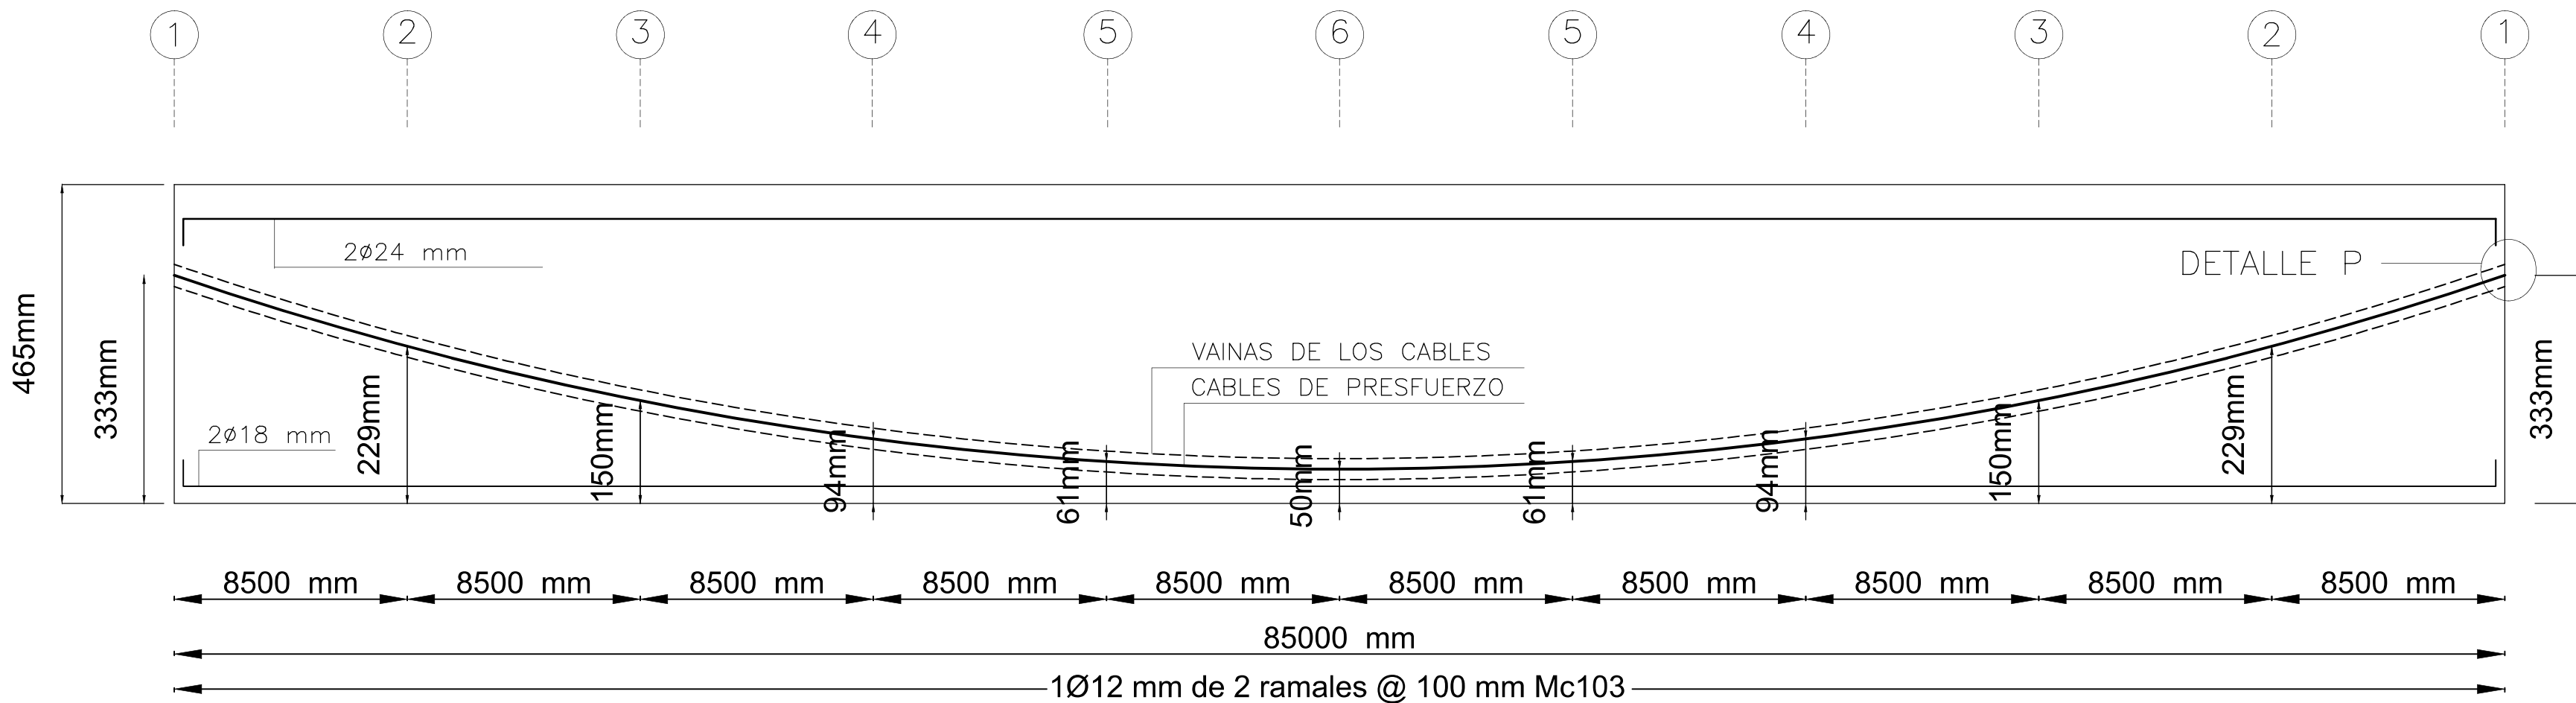 1 2 3 4 5 6 5 4 3 2 1
2ø24 mm
DETALLE P
465mm
333mm
VAINAS DE LOS CABLES
CABLES DE PRESFUERZO
2ø18 mm
229mm
150mm
94mm
61mm
50mm
61mm
94mm
150mm
229mm
333mm
8500 mm 8500 mm 8500 mm 8500 mm 8500 mm 8500 mm 8500 mm 8500 mm 8500 mm 8500 mm
85000 mm
1Ø12 mm de 2 ramales @ 100 mm Mc103